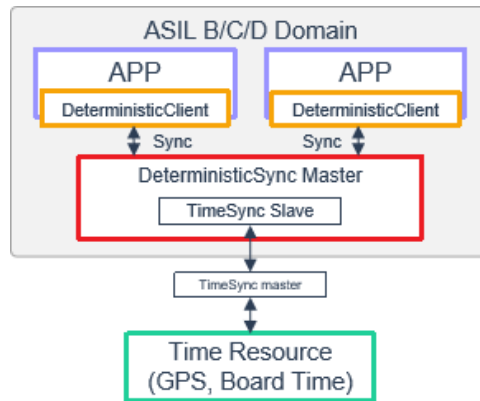 ASIL B/C/D Domain
APP
APP
DeterministicClient
DeterministicClient
Sync
Sync
DeterministicSync Master
TimeSync Slave
TimeSync master
Time Resource
(GPS, Board Time)